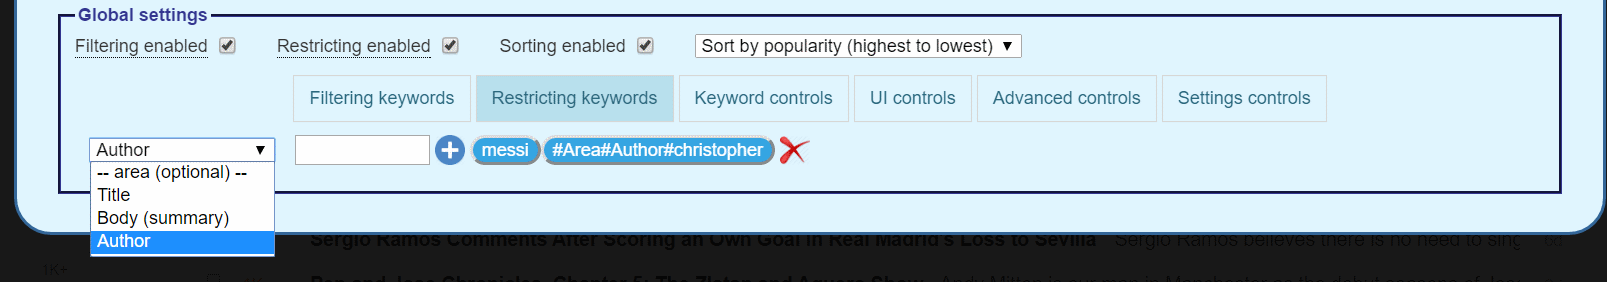 Global settings
Filtering enabled Restricting enabled Sorting enabled Sort by popularity (highest to lowest)
Filtering keywords Restricting keywords Keyword controls UI controls Advanced controls Settings controls
Author messi #Area#Author#christopher
-- area (optional) --
Title
Body (summary)
Author
Sergio Ramos Comments After Scoring an Own Goal in Real Madrid's Loss to Sevilla Sergio Ramos believes there is no need to
1K+